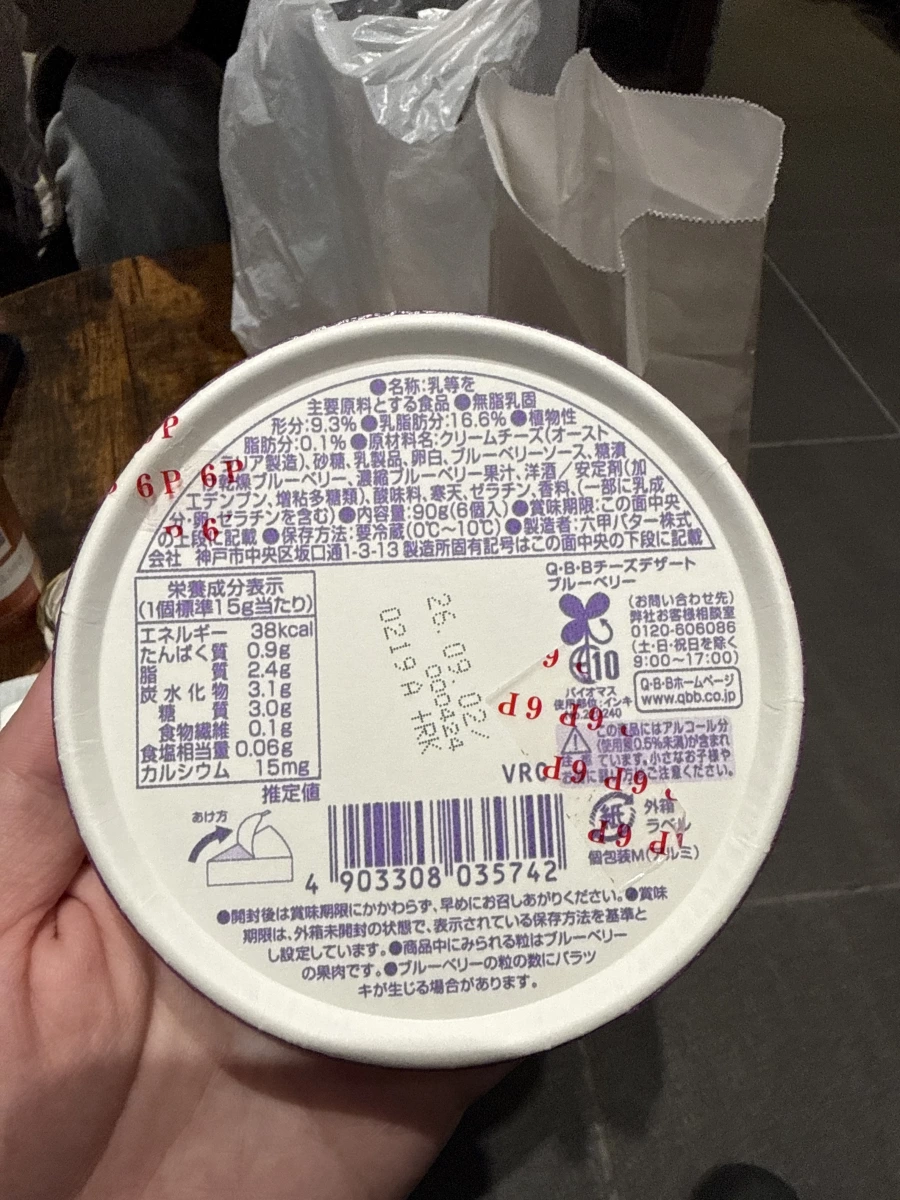 ●名称:乳等を
主要原料とする食品 ●無脂乳固
形分:9.3% ●乳脂肪分:16.6% ●植物性
脂肪分:0.1% ●原材料名:クリームチーズ(オースト
ラリア製造)、砂糖、乳製品、卵白、ブルーベリーソース、糖漬
乾燥ブルーベリー、濃縮ブルーベリー果汁、洋酒/安定剤(加
工デンプン、増粘多糖類)、酸味料、寒天、ゼラチン、香料、(一部に乳成
分・卵・ゼラチンを含む) ●内容量:90g(6個入) ●賞味期限:この面中央
の上段に記載 ●保存方法:要冷蔵(0℃~10℃) ●製造者:六甲バター株式
会社 神戸市中央区坂口通1-3-13 製造所固有記号はこの面中央の下段に記載
栄養成分表示
(1個標準15g当たり)
エネルギー 38kcal
たんぱく質 0.9g
脂質 2.4g
炭水化物 3.1g
糖質 3.0g
食物繊維 0.1g
食塩相当量 0.06g
カルシウム 15mg
推定値
26.09.02/
000424
0219A +RK
Q・B・Bチーズデザート
ブルーベリー
(お問い合わせ先)
弊社お客様相談室
0120-606086
(土・日・祝日を除く
9:00~17:00)
Q・B・Bホームページ
www.qbb.co.jp
10
バイオマス
使用部位:インキ
240
この製品にはアルコール分
(使用量0.5%未満)が含まれ
ています。小さなお子様や
ご注意ください。
VRC
紙
外箱
ラベル
個包装M(アルミ)
あけ方
4 903308 035742
●開封後は賞味期限にかかわらず、早めにお召しあがりください。●賞味
期限は、外箱未開封の状態で、表示されている保存方法を基準と
し設定しています。●商品中にみられる粒はブルーベリー
の果肉です。●ブルーベリーの粒の数にバラツ
キが生じる場合があります。
6P 6P
6P 6P
6P 6P
6P 6P